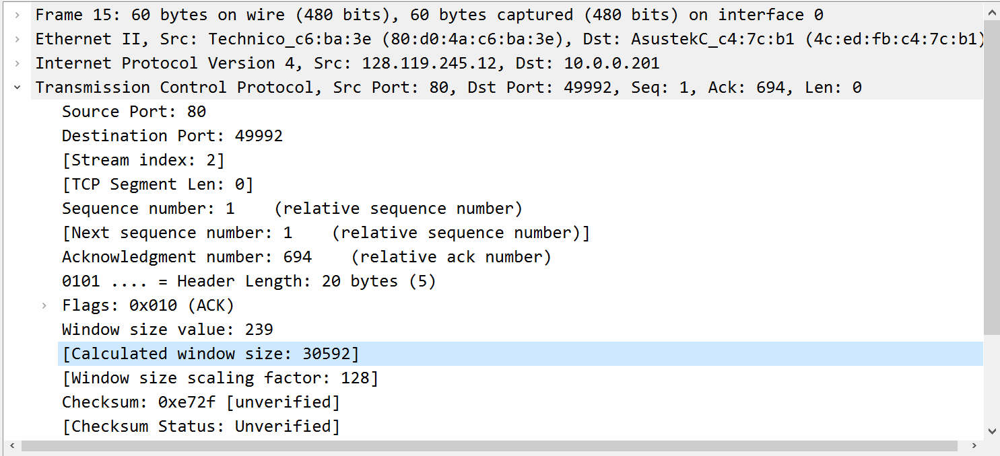 Frame 15: 60 bytes on wire (480 bits), 60 bytes captured (480 bits) on interface 0
Ethernet II, Src: Technico_c6:ba:3e (80:d0:4a:c6:ba:3e), Dst: AsustekC_c4:7c:b1 (4c:ed:fb:c4:7c:b1)
Internet Protocol Version 4, Src: 128.119.245.12, Dst: 10.0.0.201
Transmission Control Protocol, Src Port: 80, Dst Port: 49992, Seq: 1, Ack: 694, Len: 0
Source Port: 80
Destination Port: 49992
[Stream index: 2]
[TCP Segment Len: 0]
Sequence number: 1    (relative sequence number)
[Next sequence number: 1    (relative sequence number)]
Acknowledgment number: 694    (relative ack number)
0101 .... = Header Length: 20 bytes (5)
Flags: 0x010 (ACK)
Window size value: 239
[Calculated window size: 30592]
[Window size scaling factor: 128]
Checksum: 0xe72f [unverified]
[Checksum Status: Unverified]